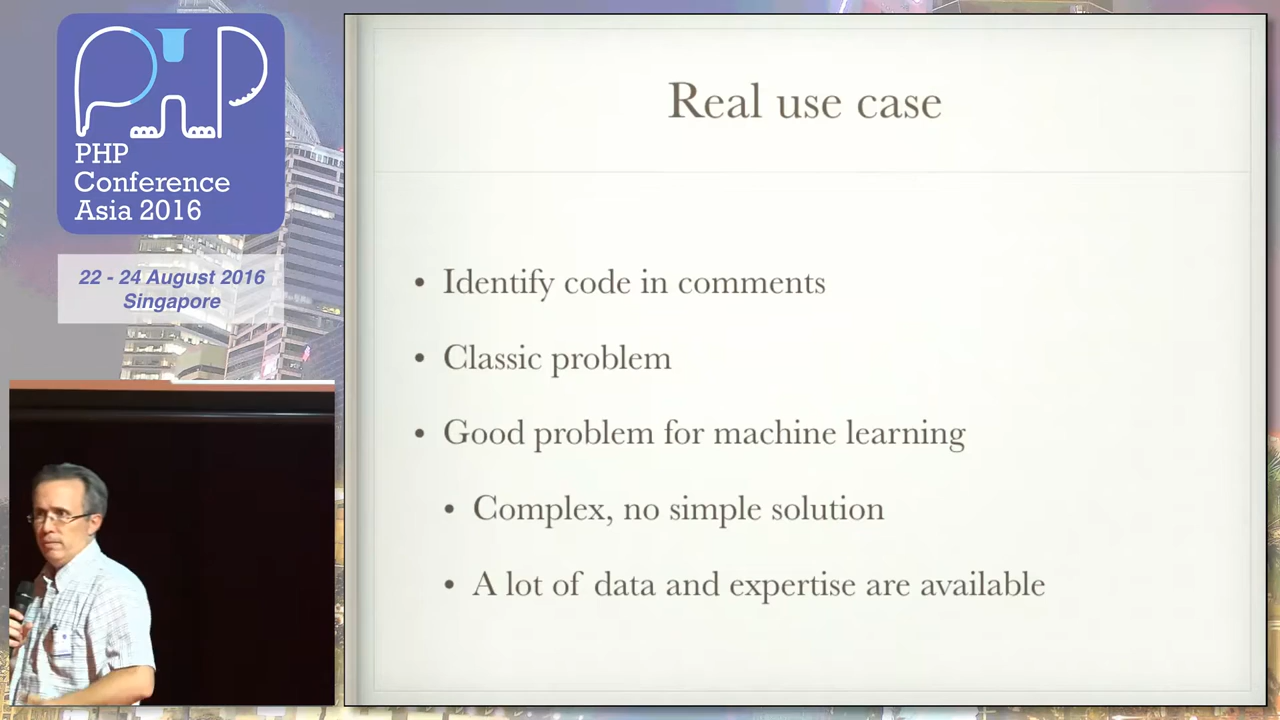 PHP
Conference
Asia 2016
22 - 24 August 2016
Singapore
Real use case
• Identify code in comments
• Classic problem
• Good problem for machine learning
• Complex, no simple solution
• A lot of data and expertise are available